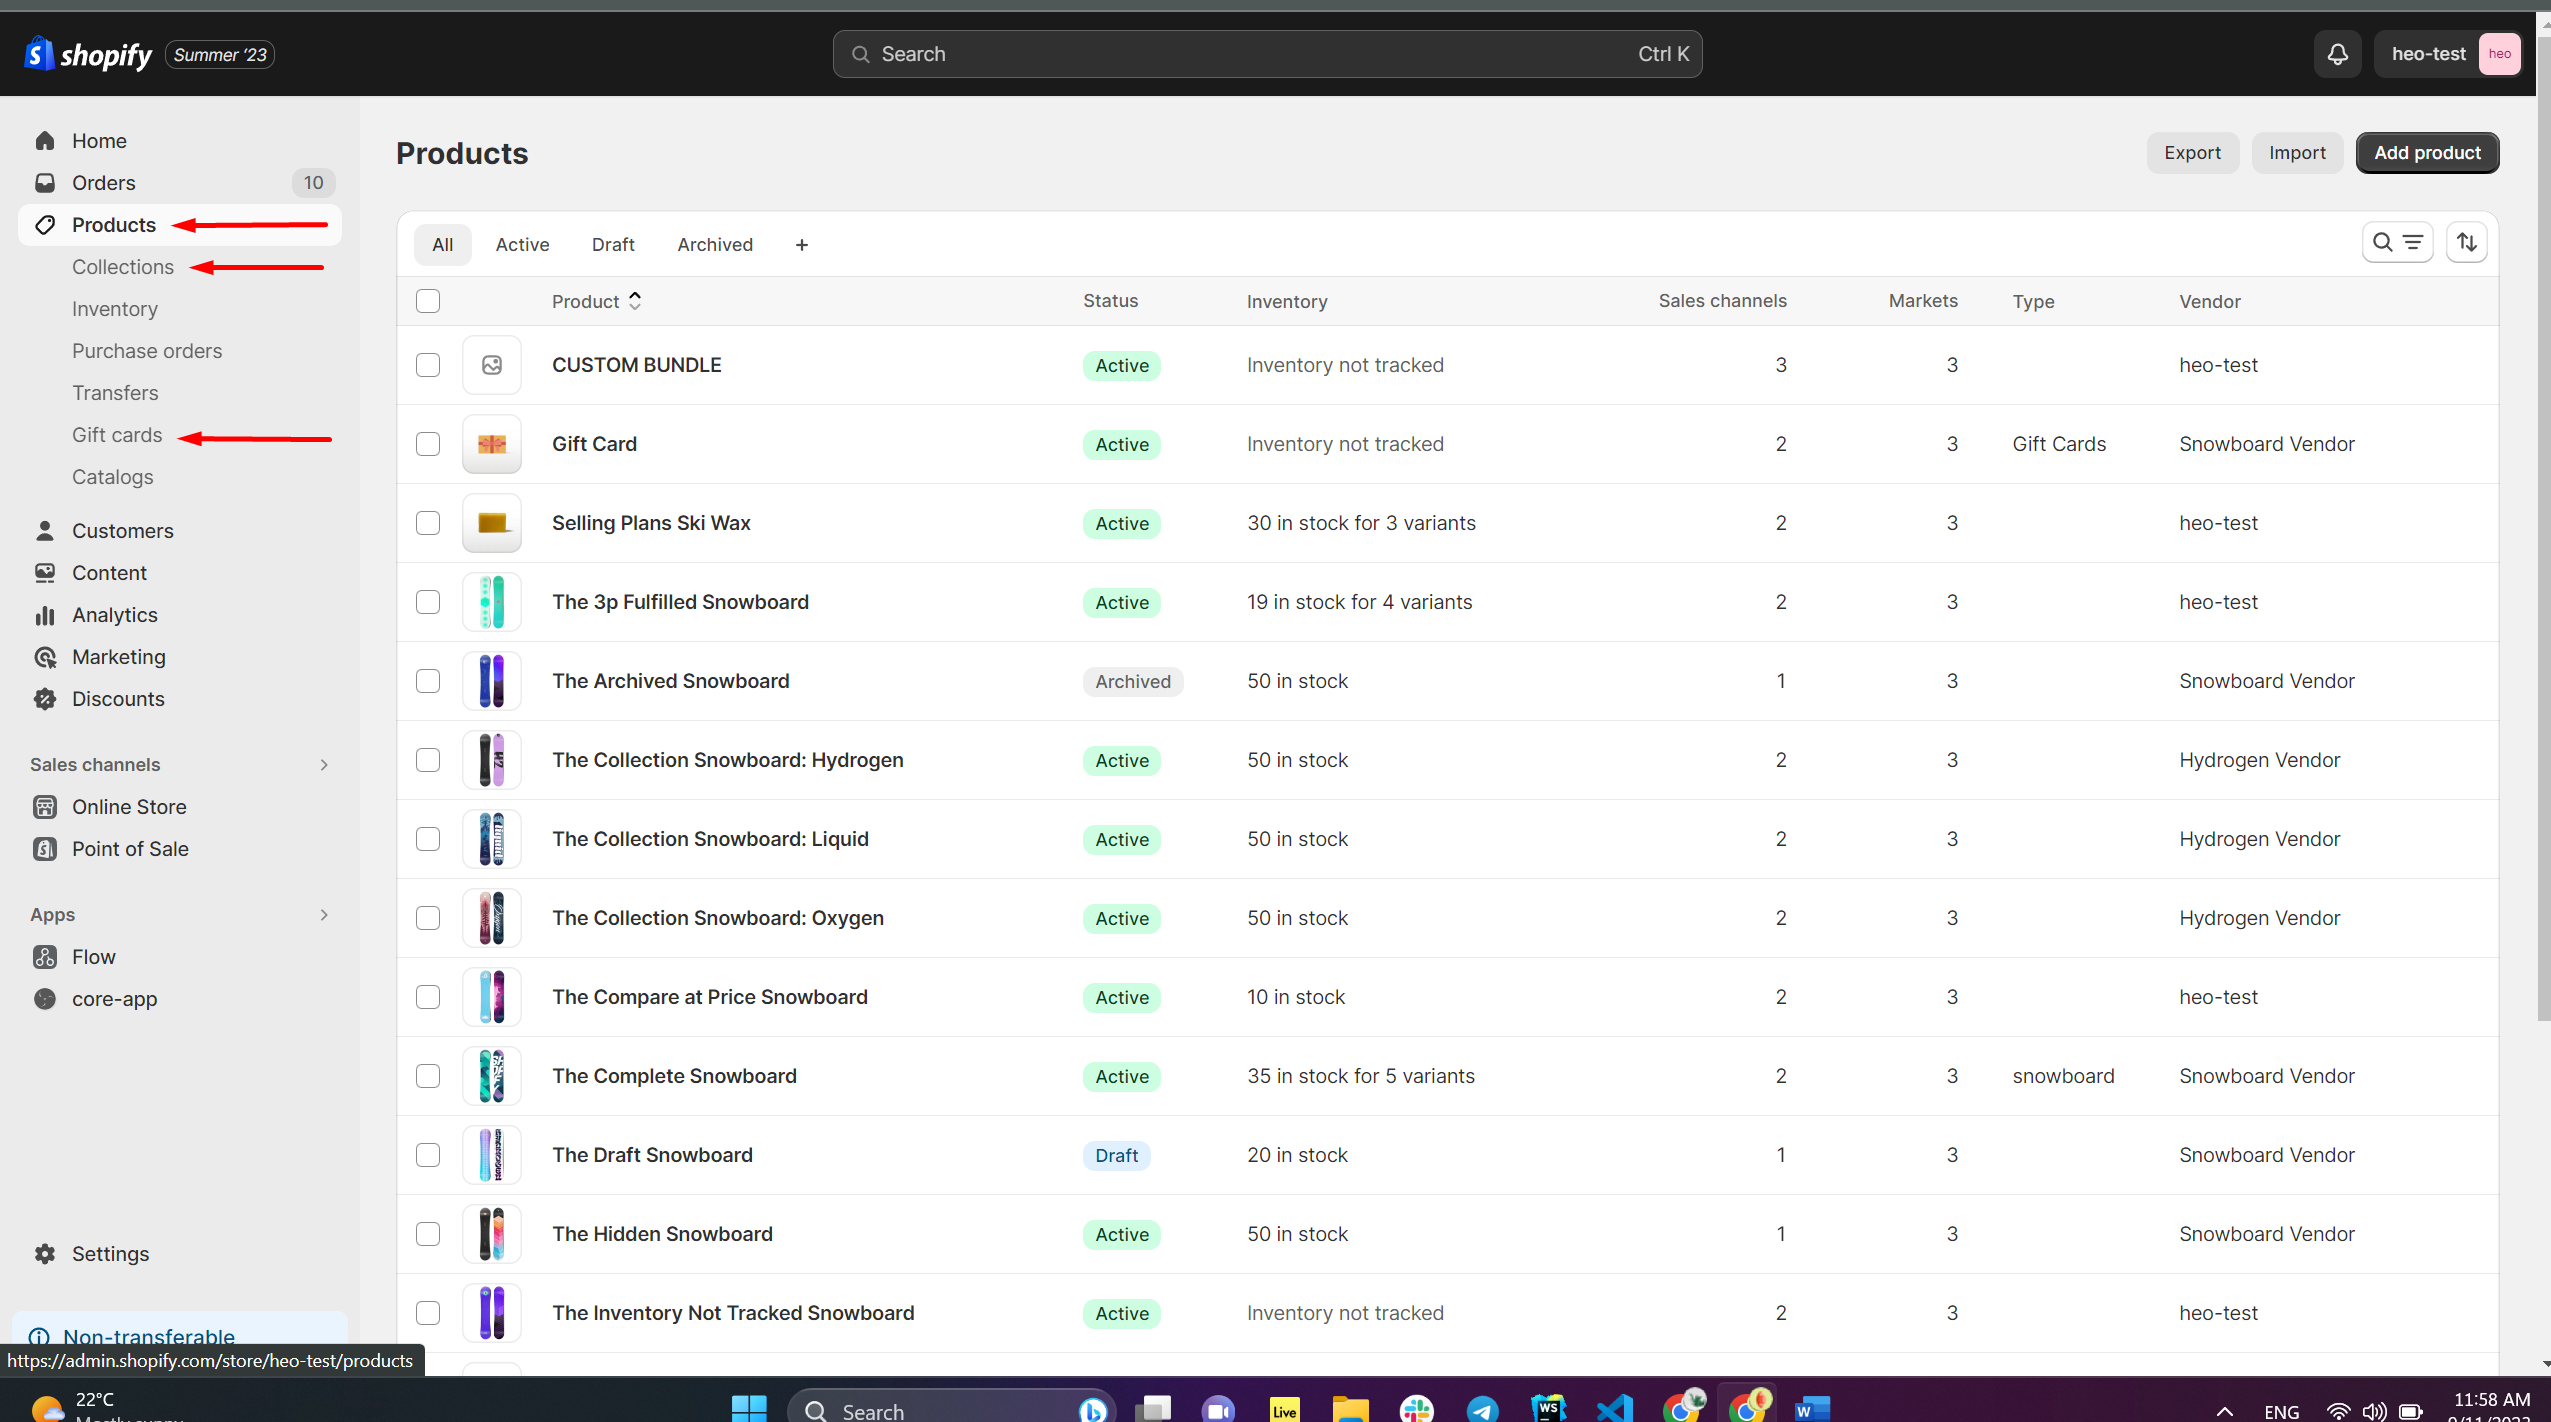 shopify Summer '23
Search Ctrl K
heo-test heo
Home
Orders 10
Products
Collections
Inventory
Purchase orders
Transfers
Gift cards
Catalogs
Customers
Content
Analytics
Marketing
Discounts
Sales channels
Online Store
Point of Sale
Apps
Flow
core-app
Settings
Non-transferable
https://admin.shopify.com/store/heo-test/products
Products
Export Import Add product
All Active Draft Archived +
Product Status Inventory Sales channels Markets Type Vendor
CUSTOM BUNDLE Active Inventory not tracked 3 3 heo-test
Gift Card Active Inventory not tracked 2 3 Gift Cards Snowboard Vendor
Selling Plans Ski Wax Active 30 in stock for 3 variants 2 3 heo-test
The 3p Fulfilled Snowboard Active 19 in stock for 4 variants 2 3 heo-test
The Archived Snowboard Archived 50 in stock 1 3 Snowboard Vendor
The Collection Snowboard: Hydrogen Active 50 in stock 2 3 Hydrogen Vendor
The Collection Snowboard: Liquid Active 50 in stock 2 3 Hydrogen Vendor
The Collection Snowboard: Oxygen Active 50 in stock 2 3 Hydrogen Vendor
The Compare at Price Snowboard Active 10 in stock 2 3 heo-test
The Complete Snowboard Active 35 in stock for 5 variants 2 3 snowboard Snowboard Vendor
The Draft Snowboard Draft 20 in stock 1 3 Snowboard Vendor
The Hidden Snowboard Active 50 in stock 1 3 Snowboard Vendor
The Inventory Not Tracked Snowboard Active Inventory not tracked 2 3 heo-test
22°C
Search
Live
WS
W
ENG
11:58 AM